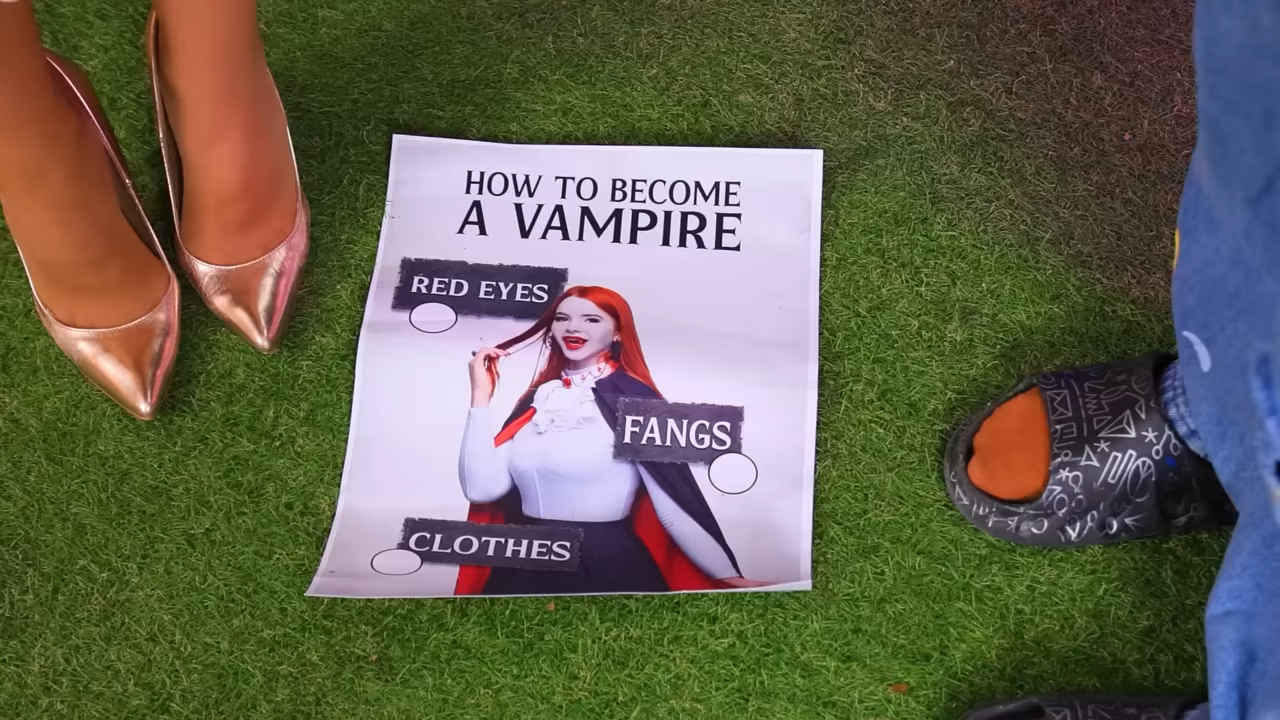 HOW TO BECOME
A VAMPIRE
RED EYES
FANGS
CLOTHES